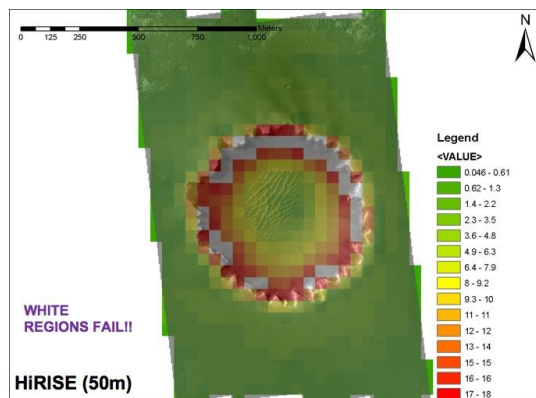 N
0 125 250 500 750 1,000 Meters
Legend
<VALUE>
0.046 - 0.61
0.62 - 1.3
1.4 - 2.2
2.3 - 3.5
3.6 - 4.8
4.9 - 6.3
6.4 - 7.9
8 - 9.2
9.3 - 10
11 - 11
12 - 12
13 - 14
15 - 15
16 - 16
17 - 18
WHITE
REGIONS FAIL!!
HiRISE (50m)